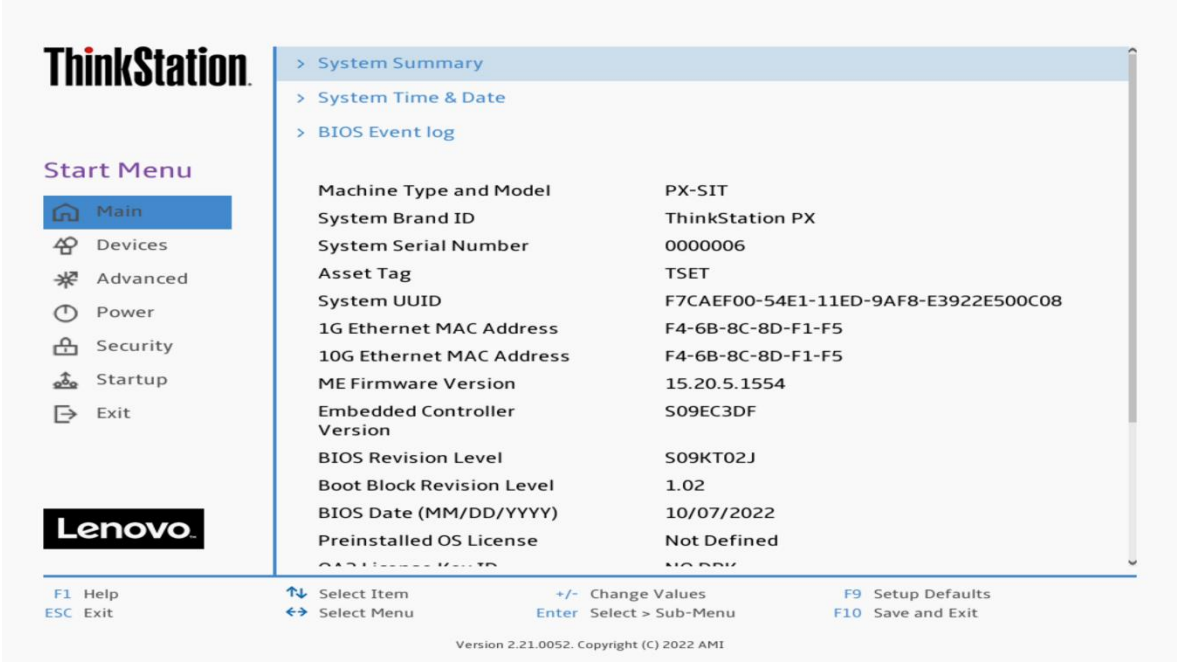 ThinkStation
Start Menu
Main
Devices
Advanced
Power
Security
Startup
Exit
Lenovo
> System Summary
> System Time & Date
> BIOS Event log
Machine Type and Model PX-SIT
System Brand ID ThinkStation PX
System Serial Number 0000006
Asset Tag TSET
System UUID F7CAEF00-54E1-11ED-9AF8-E3922E500C08
1G Ethernet MAC Address F4-6B-8C-8D-F1-F5
10G Ethernet MAC Address F4-6B-8C-8D-F1-F5
ME Firmware Version 15.20.5.1554
Embedded Controller S09EC3DF
Version
BIOS Revision Level S09KT02J
Boot Block Revision Level 1.02
BIOS Date (MM/DD/YYYY) 10/07/2022
Preinstalled OS License Not Defined
F1 Help ↑↓ Select Item +/- Change Values F9 Setup Defaults
ESC Exit ↔ Select Menu Enter Select > Sub-Menu F10 Save and Exit
Version 2.21.0052. Copyright (C) 2022 AMI